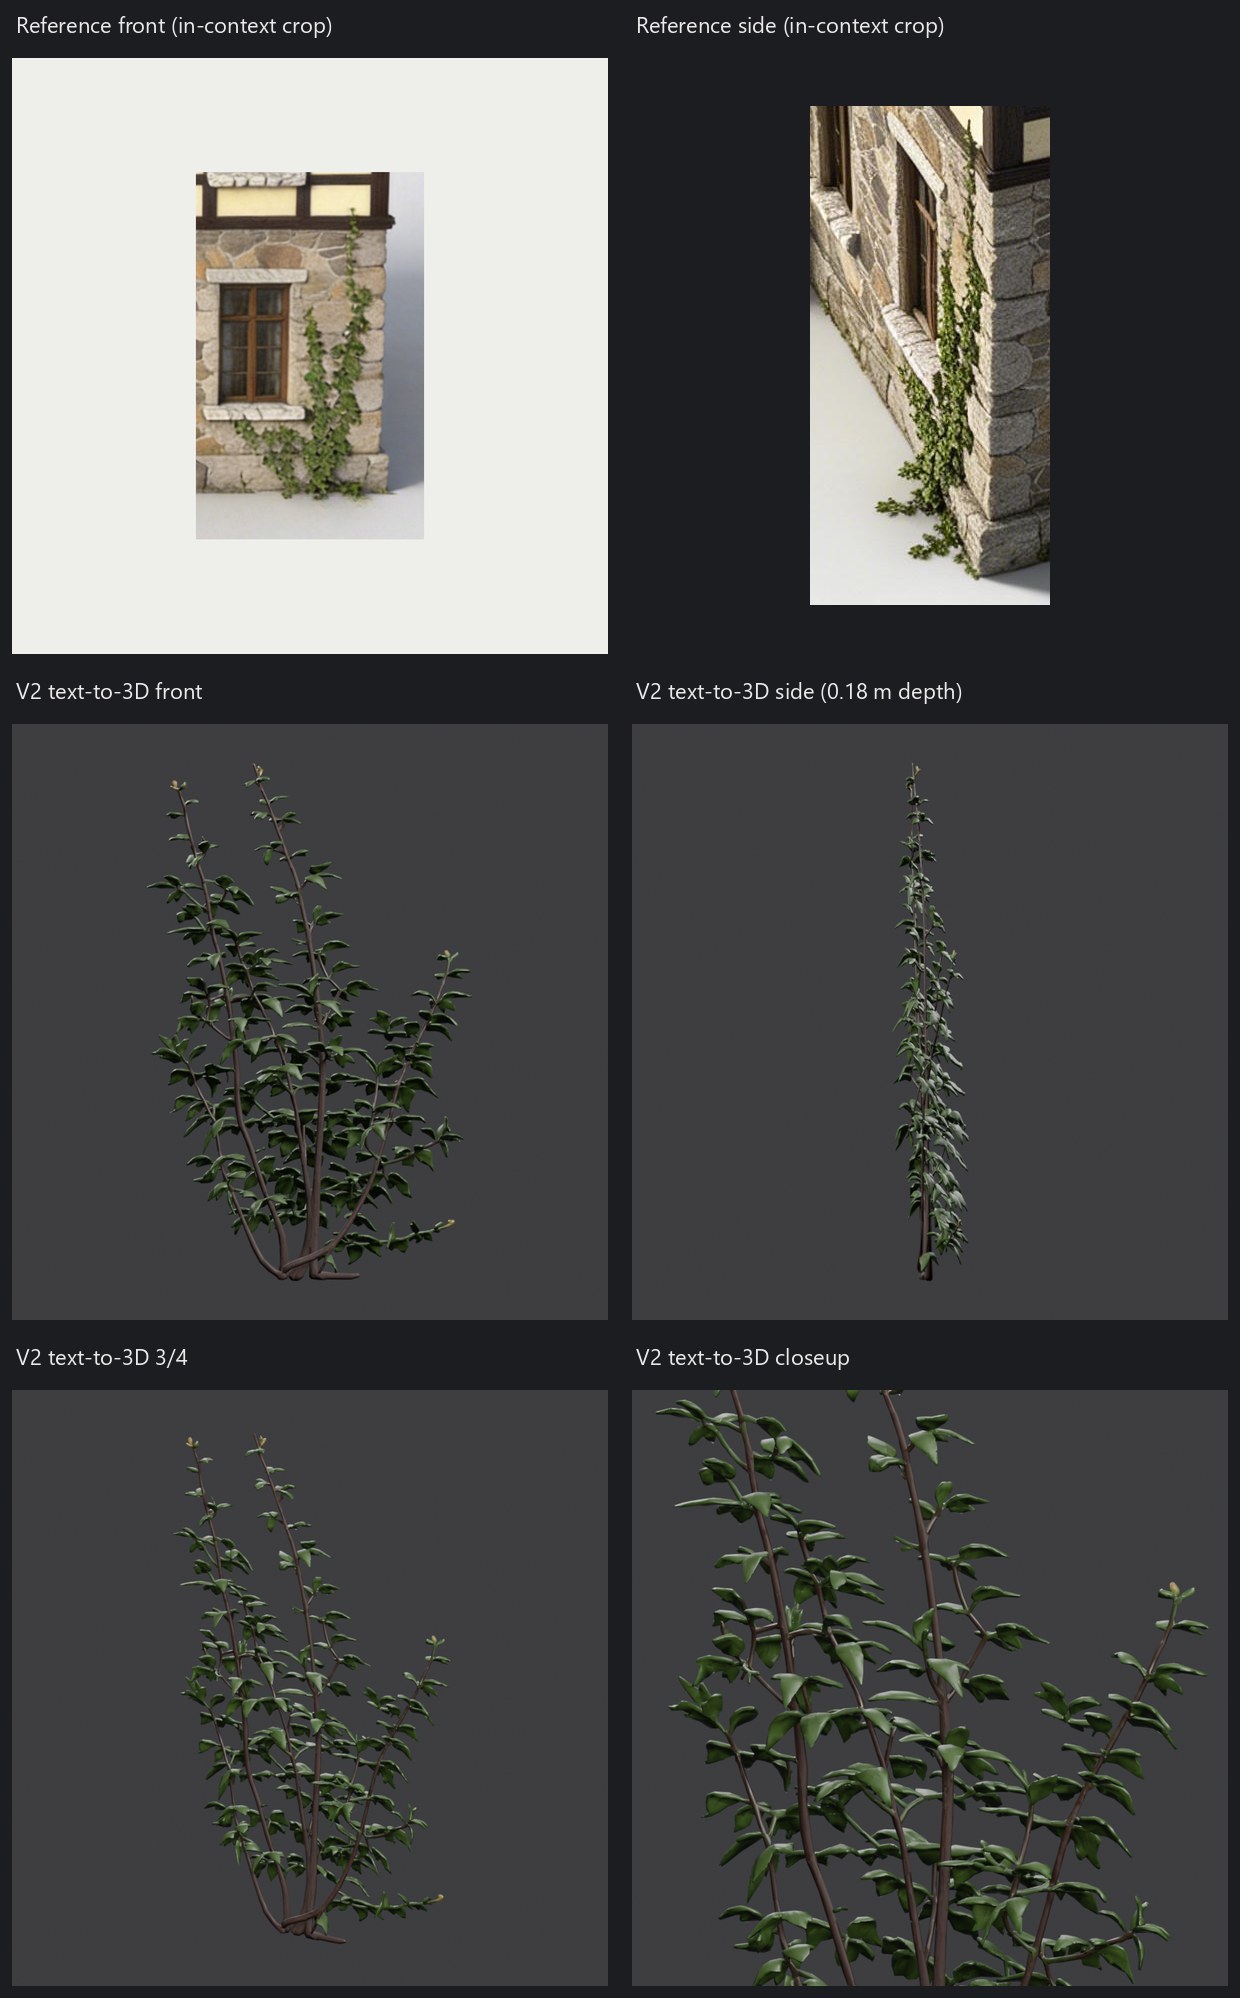 Reference front (in-context crop)
Reference side (in-context crop)
V2 text-to-3D front
V2 text-to-3D side (0.18 m depth)
V2 text-to-3D 3/4
V2 text-to-3D closeup